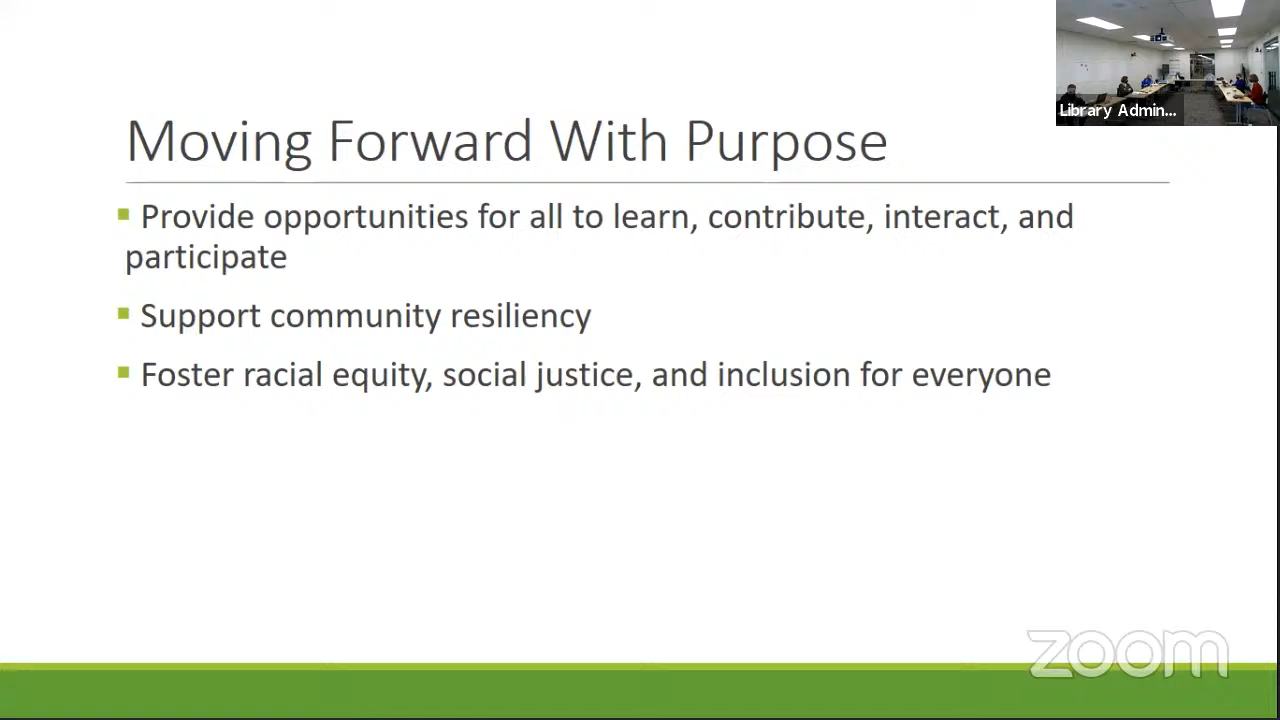 Library Admin...
Moving Forward With Purpose
Provide opportunities for all to learn, contribute, interact, and
participate
Support community resiliency
Foster racial equity, social justice, and inclusion for everyone
zoom